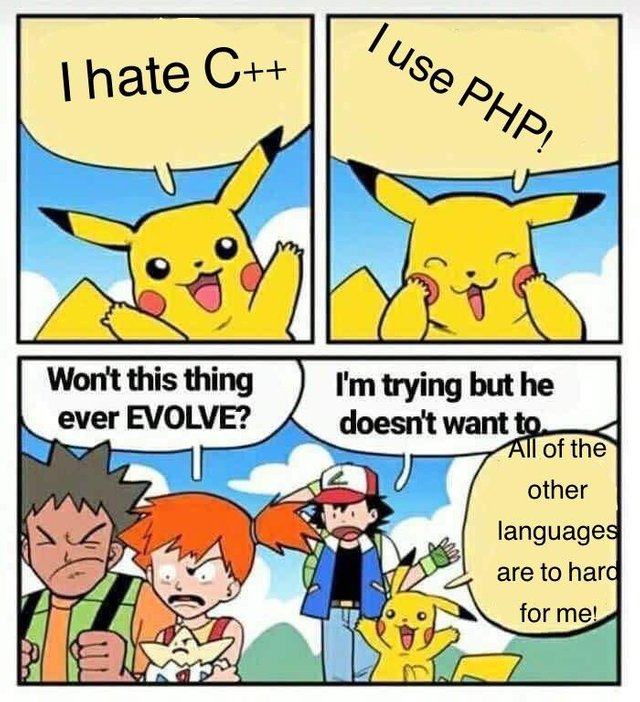 I hate C++
I use PHP!
Won't this thing
ever EVOLVE?
I'm trying but he
doesn't want to.
All of the
other
languages
are to hard
for me!